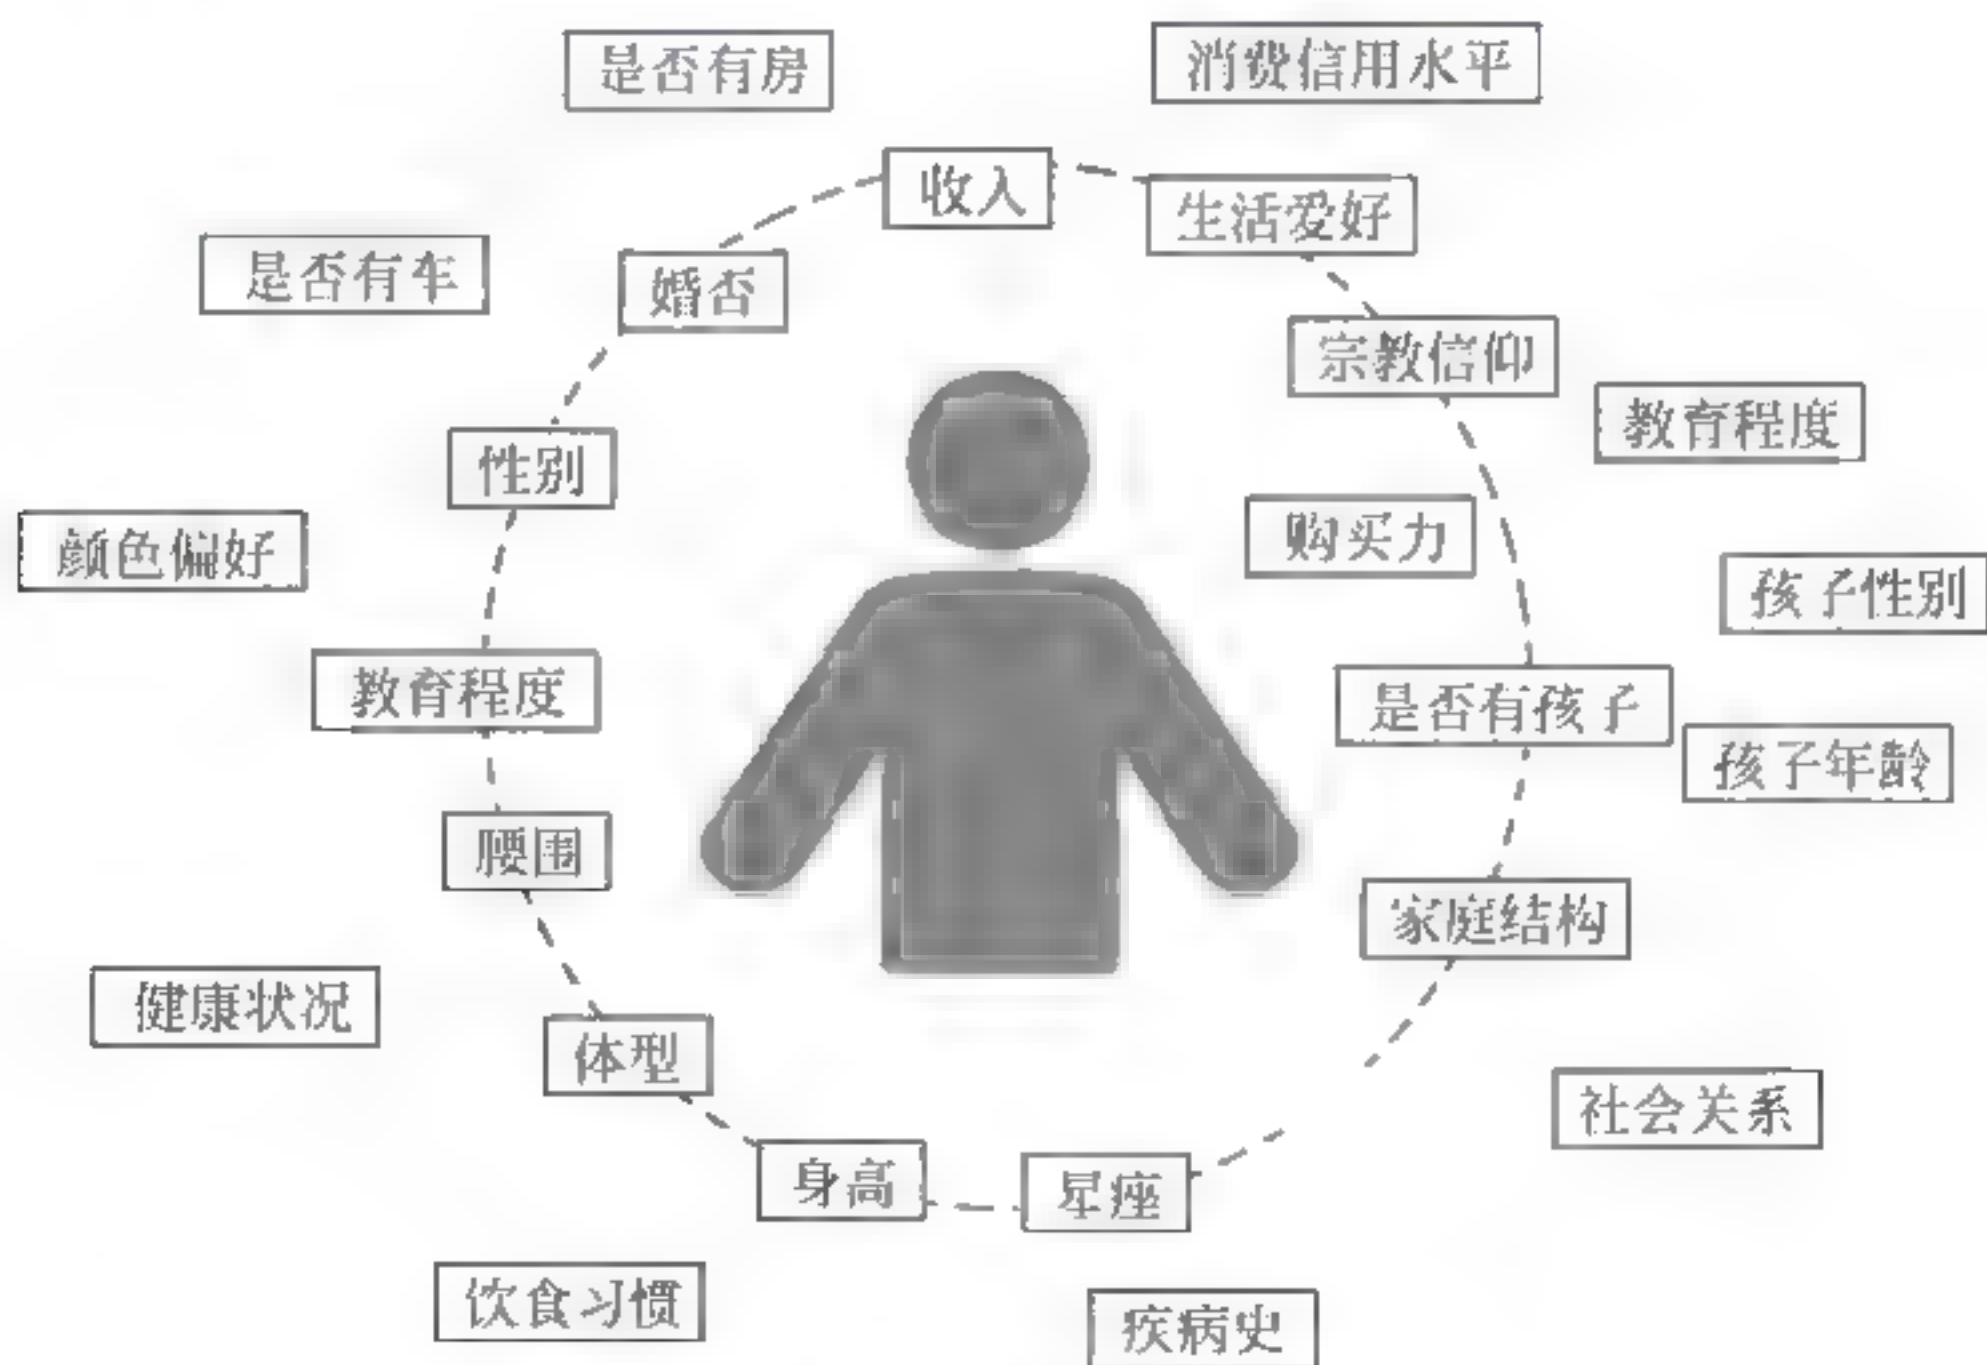 消费信用水平
是否有房
收入
生活爱好
是否有车
婚否
宗教信仰
教育程度
性别
购买力
颜色偏好
孩子性别
教育程度
是否有孩子
孩子年龄
腰围
家庭结构
健康状况
体型
社会关系
身高
星座
饮食习惯
疾病史